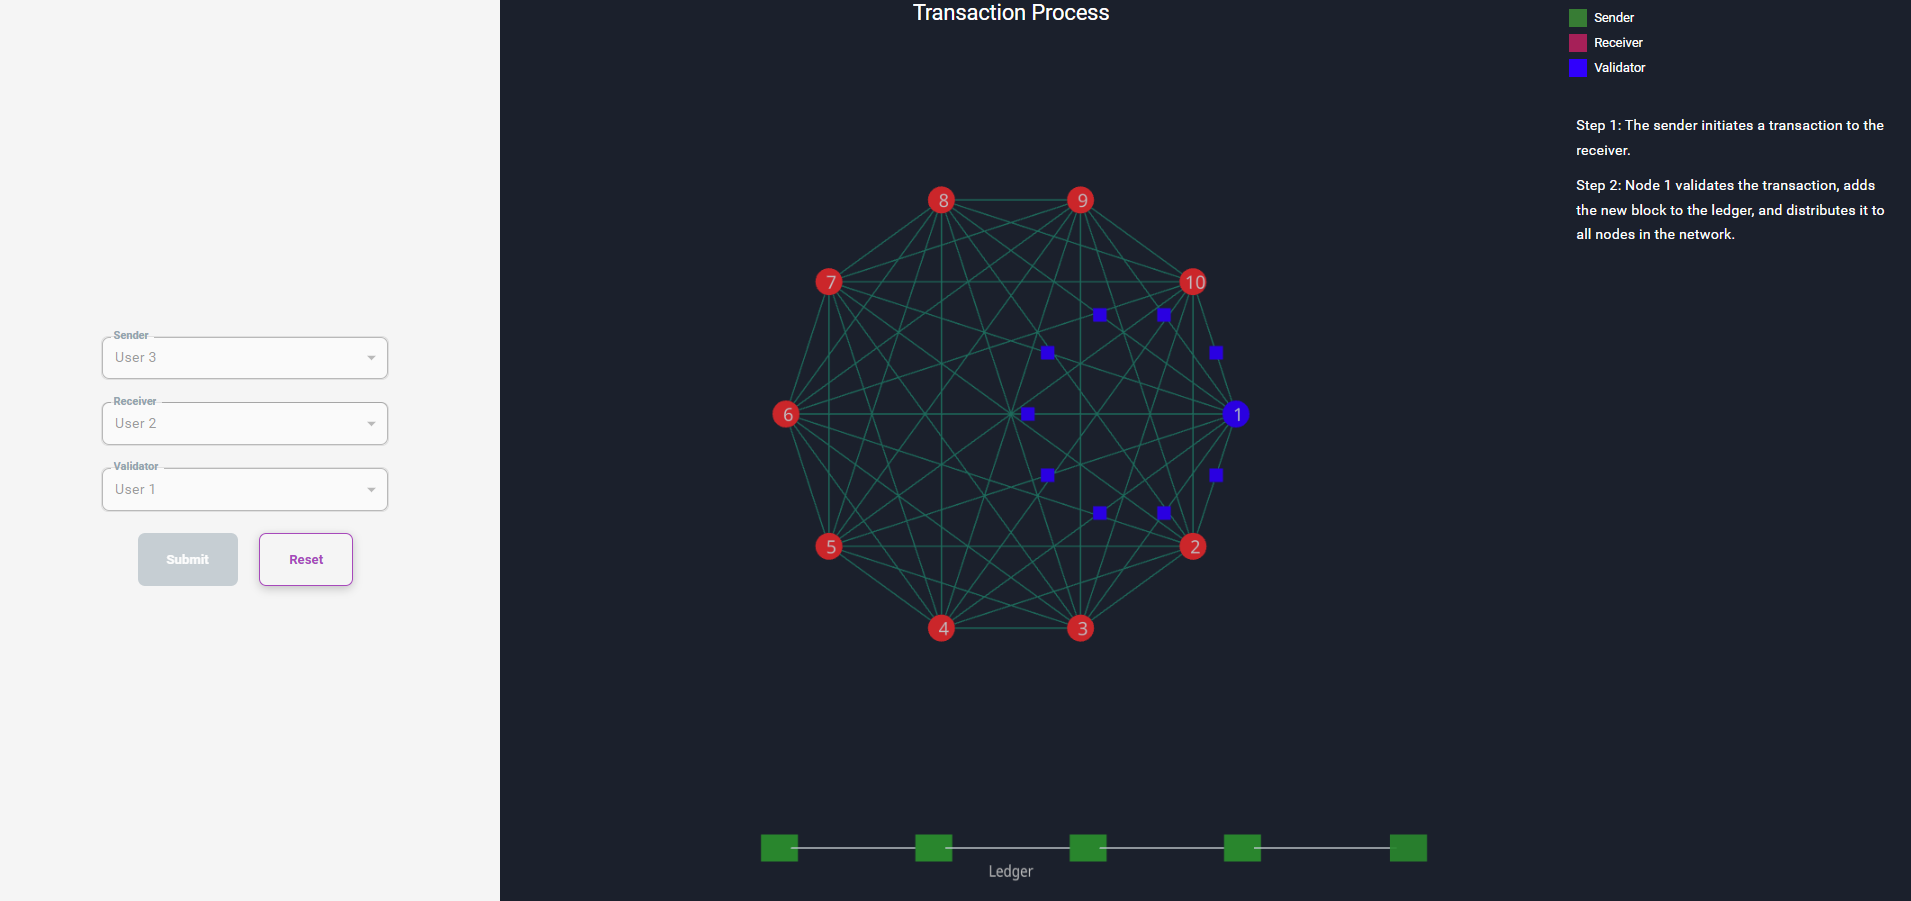 Transaction Process
Sender
Receiver
Validator
Step 1: The sender initiates a transaction to the
receiver.
Step 2: Node 1 validates the transaction, adds
the new block to the ledger, and distributes it to
all nodes in the network.
8
9
7
10
6
1
5
2
4
3
Sender
User 3
Receiver
User 2
Validator
User 1
Submit
Reset
Ledger